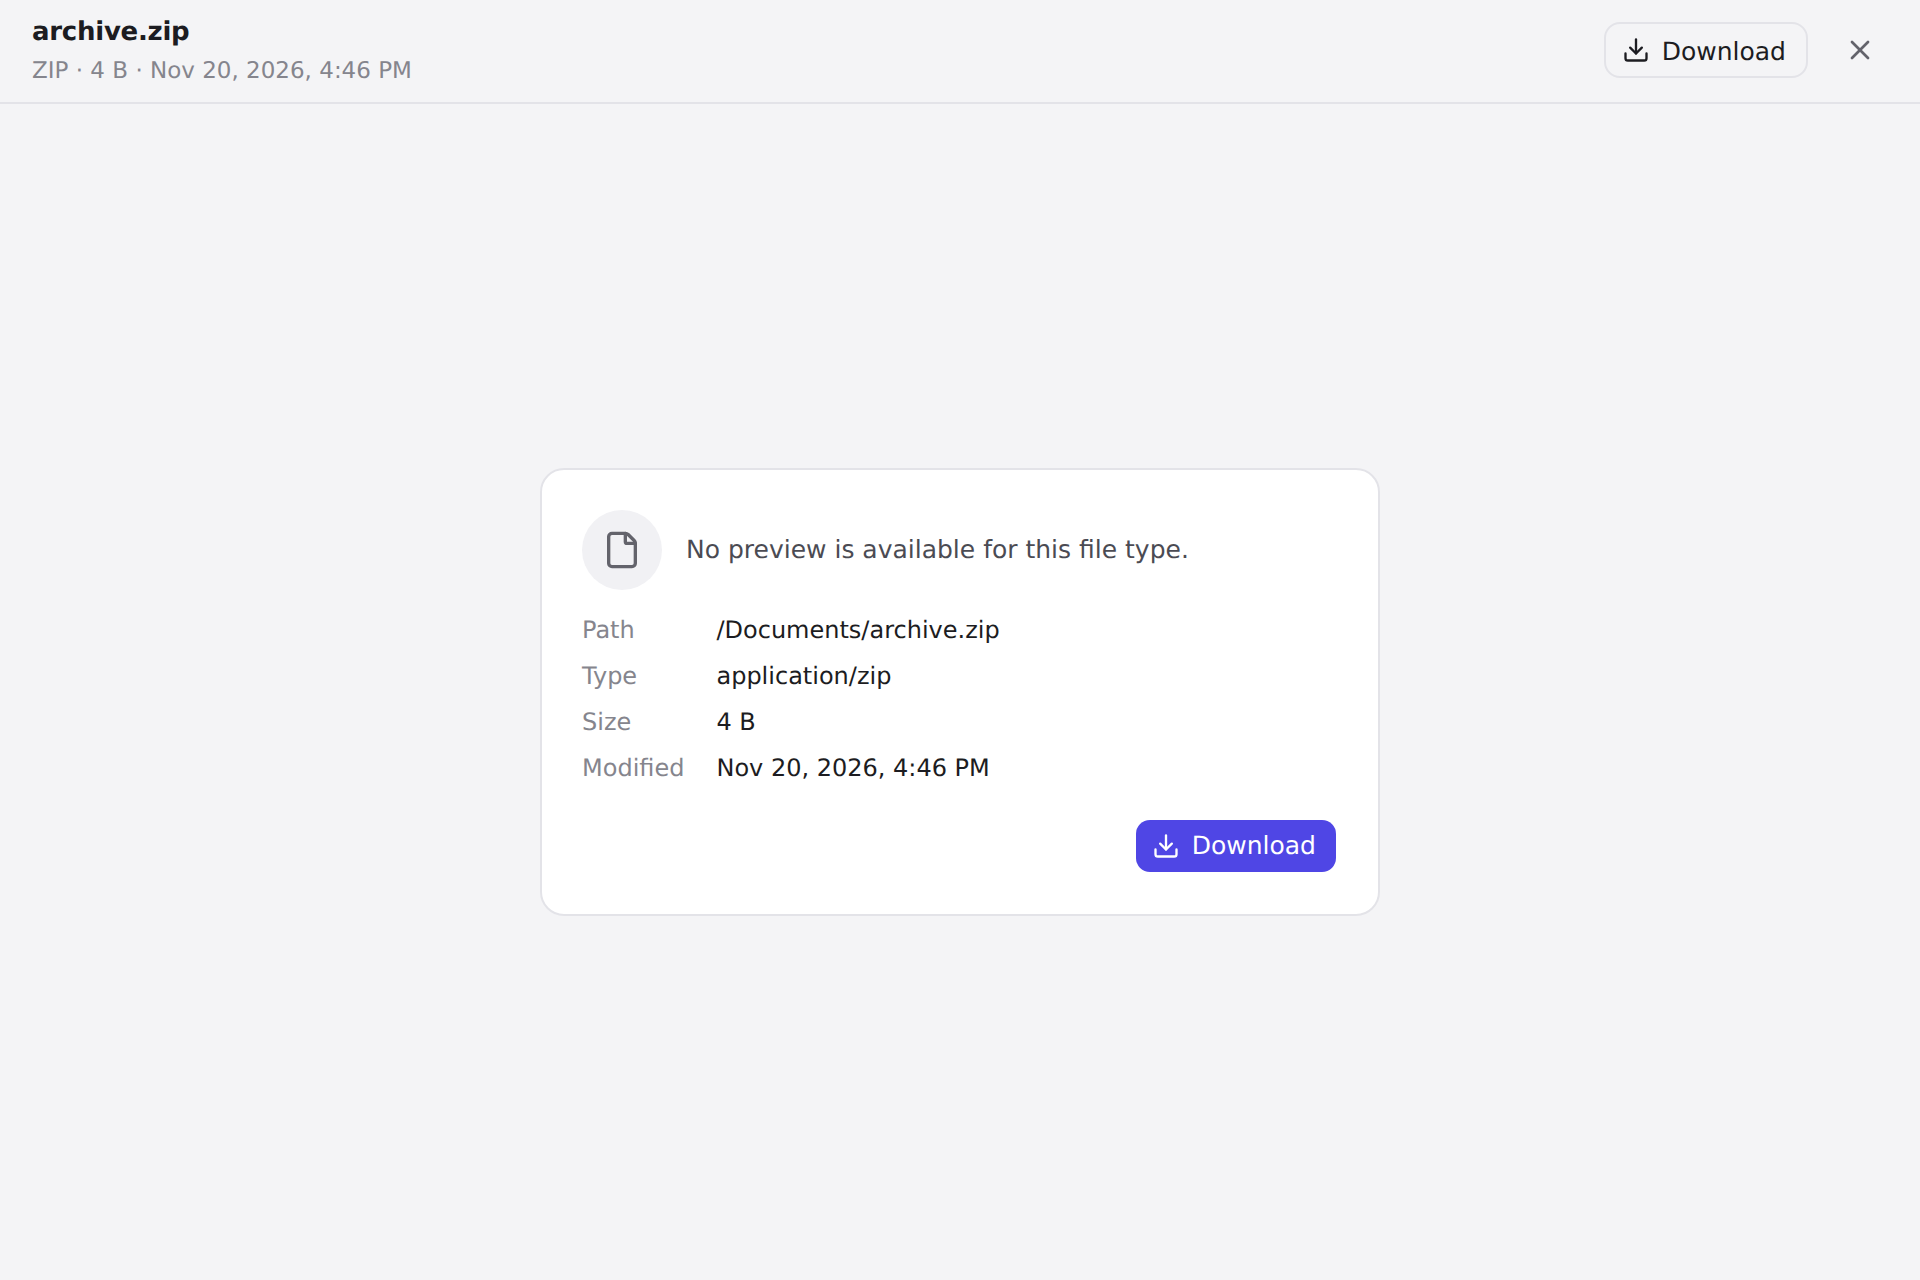 archive.zip
ZIP · 4 B · Nov 20, 2026, 4:46 PM
Download
No preview is available for this file type.
Path /Documents/archive.zip
Type application/zip
Size 4 B
Modified Nov 20, 2026, 4:46 PM
Download